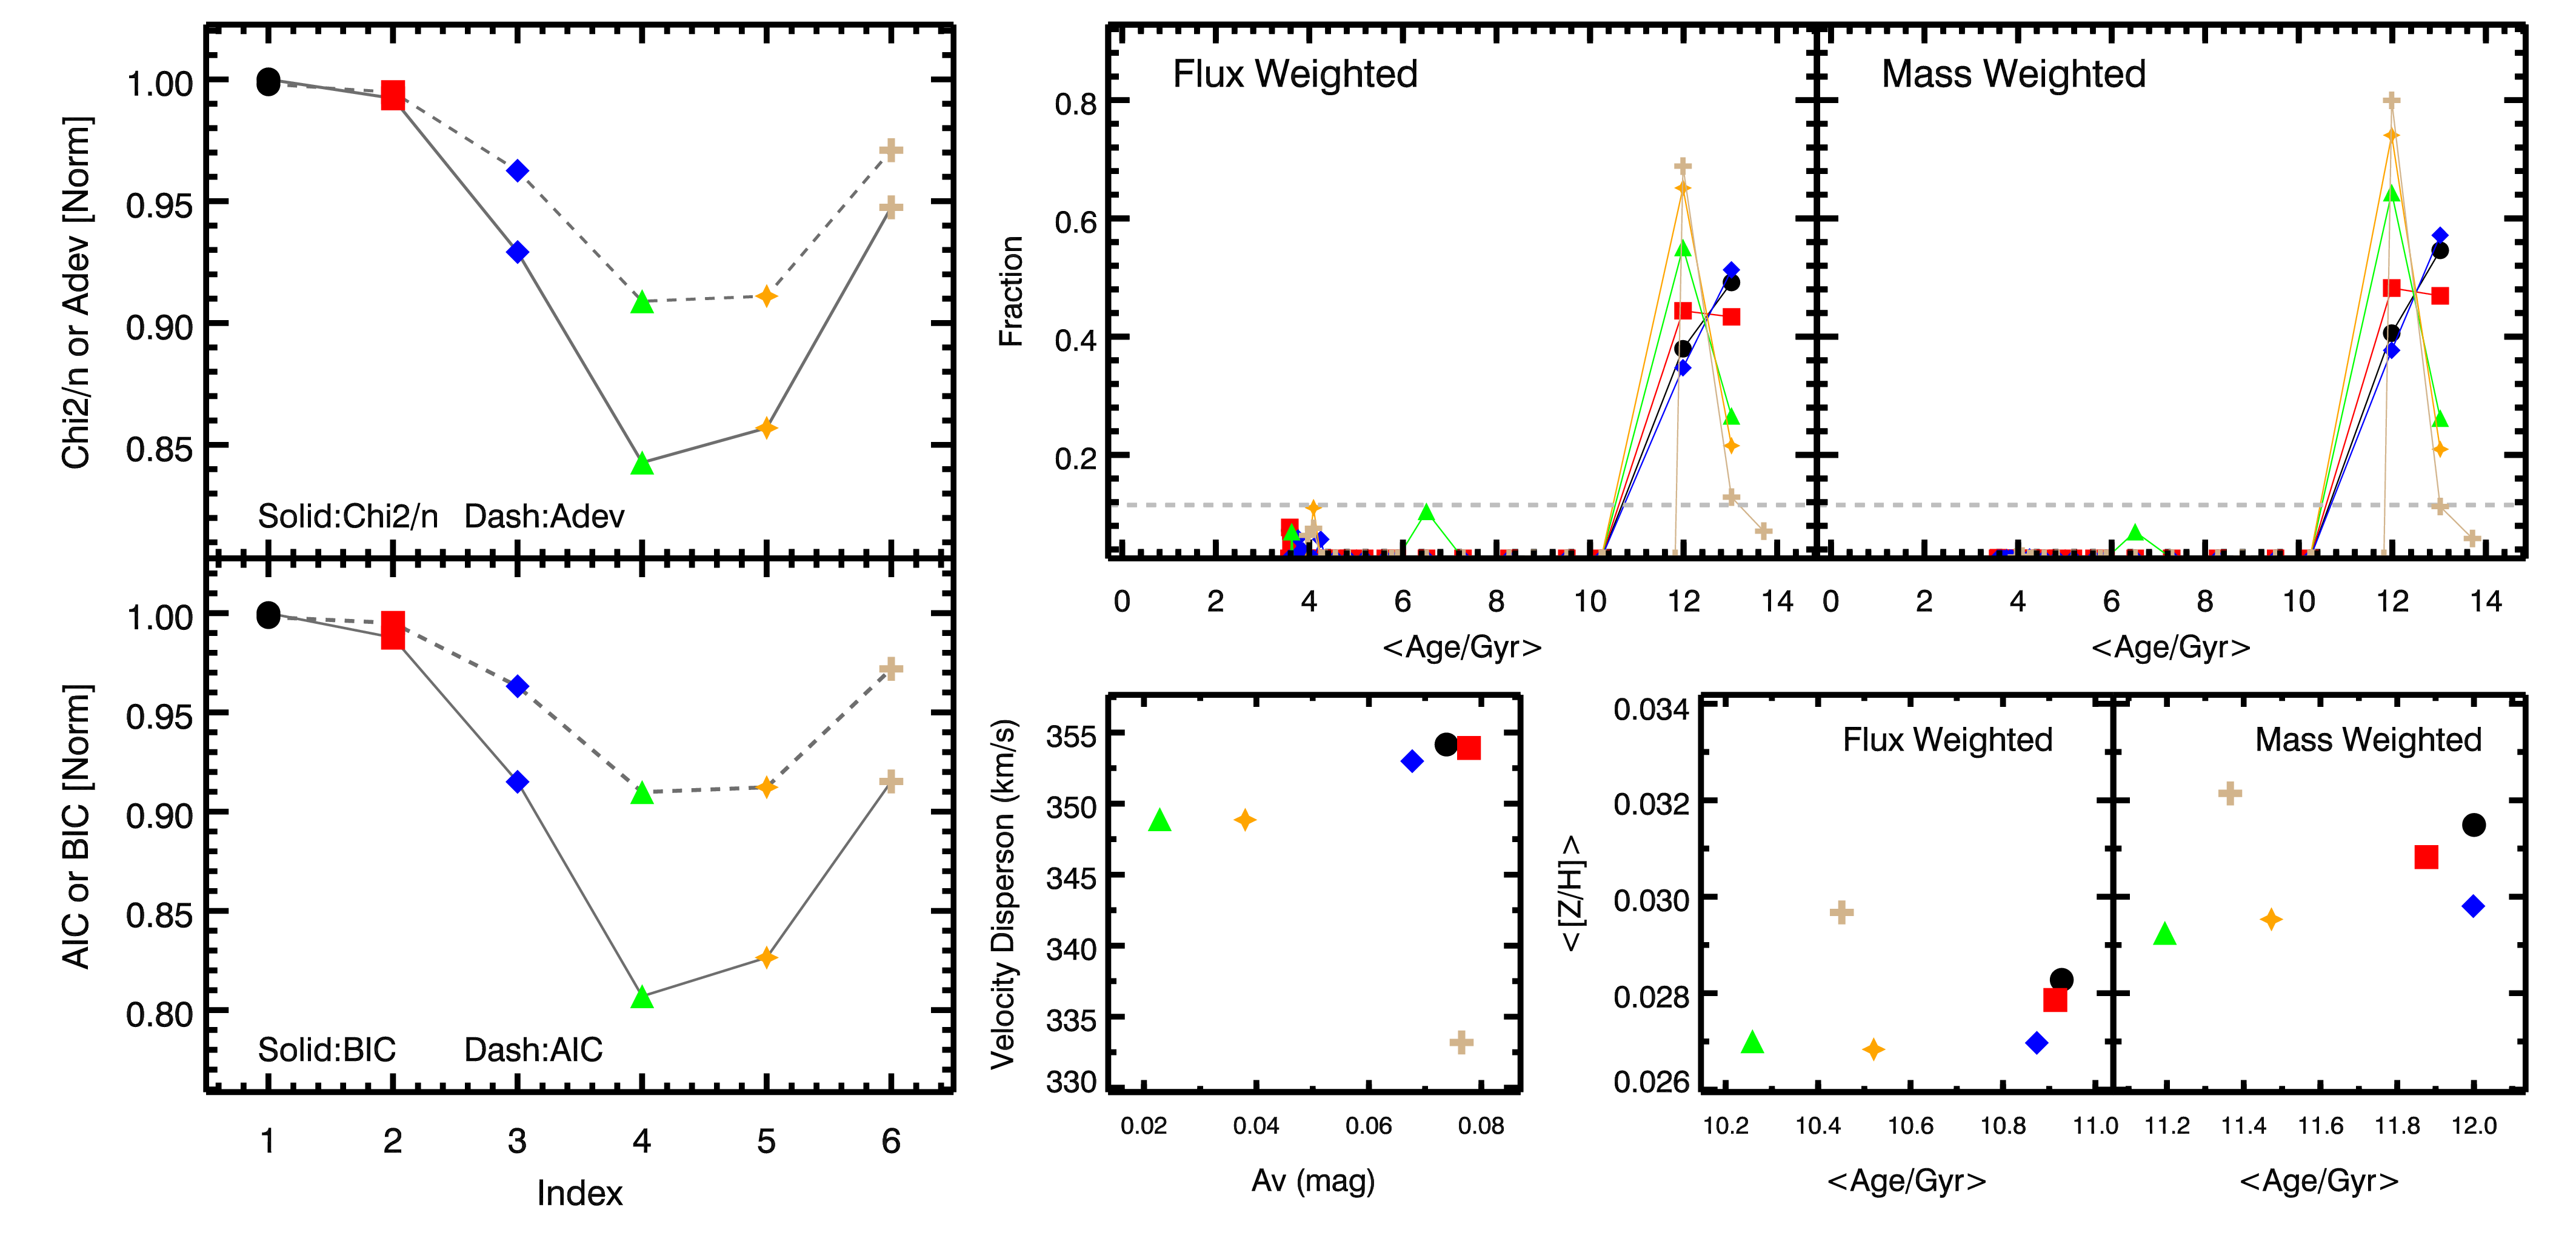 Chi2/n or Adev [Norm]
1.00
0.95
0.90
0.85
Solid:Chi2/n Dash:Adev
AIC or BIC [Norm]
1.00
0.95
0.90
0.85
0.80
Solid:BIC Dash:AIC
1 2 3 4 5 6
Index
Fraction
0.8
0.6
0.4
0.2
Flux Weighted
0 2 4 6 8 10 12 14
<Age/Gyr>
Mass Weighted
0 2 4 6 8 10 12 14
<Age/Gyr>
Velocity Disperson (km/s)
355
350
345
340
335
330
0.02 0.04 0.06 0.08
Av (mag)
<[Z/H]>
0.034
0.032
0.030
0.028
0.026
Flux Weighted
10.2 10.4 10.6 10.8 11.0
<Age/Gyr>
Mass Weighted
11.2 11.4 11.6 11.8 12.0
<Age/Gyr>